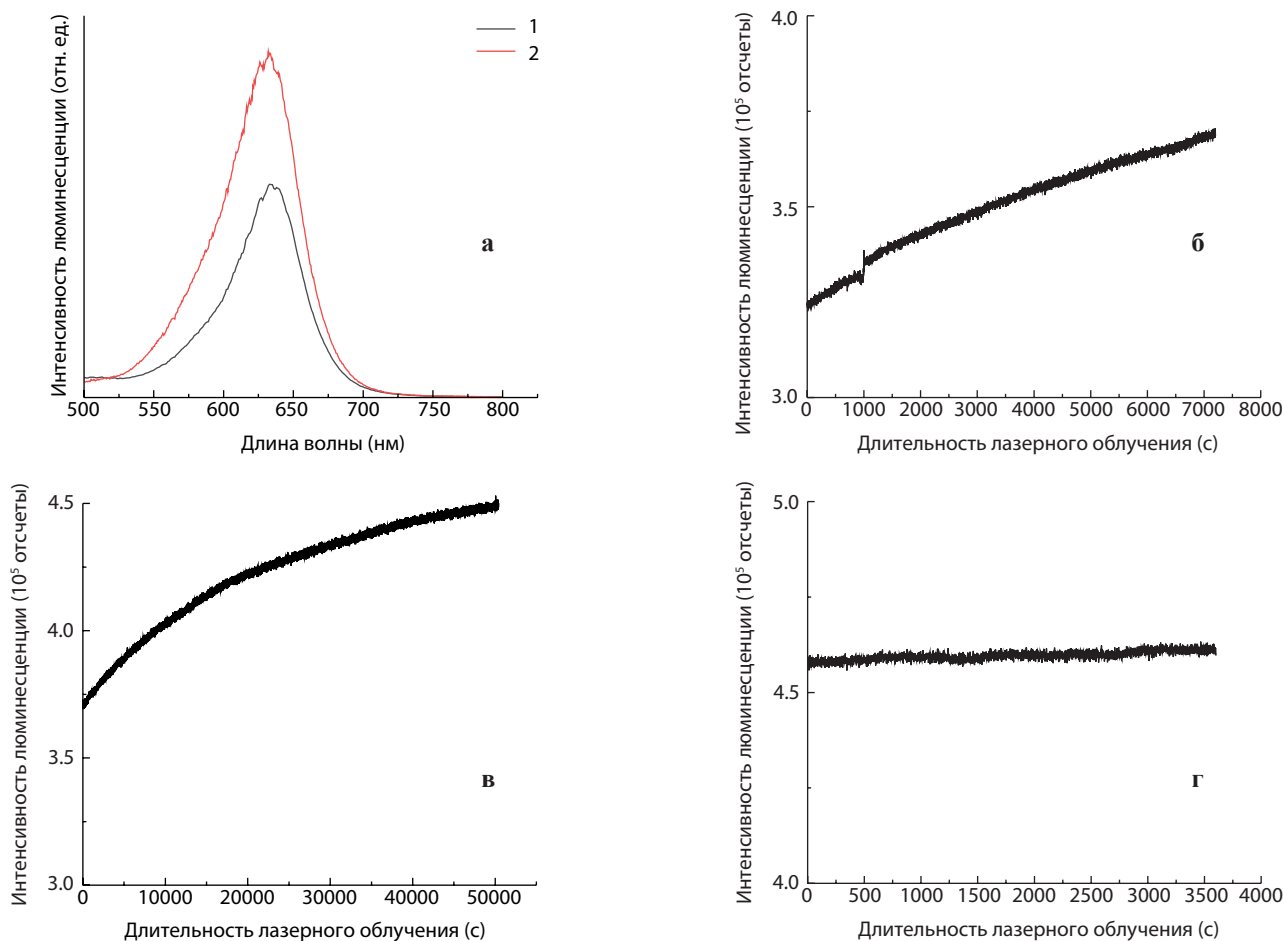 Интенсивность люминесценции (отн. ед.)
1
2
а
500 550 600 650 700 750 800
Длина волны (нм)
Интенсивность люминесценции (10⁵ отсчеты)
4.0
3.5
3.0
б
0 1000 2000 3000 4000 5000 6000 7000 8000
Длительность лазерного облучения (с)
Интенсивность люминесценции (10⁵ отсчеты)
4.5
4.0
3.5
3.0
в
0 10000 20000 30000 40000 50000
Длительность лазерного облучения (с)
Интенсивность люминесценции (10⁵ отсчеты)
5.0
4.5
4.0
г
0 500 1000 1500 2000 2500 3000 3500 4000
Длительность лазерного облучения (с)